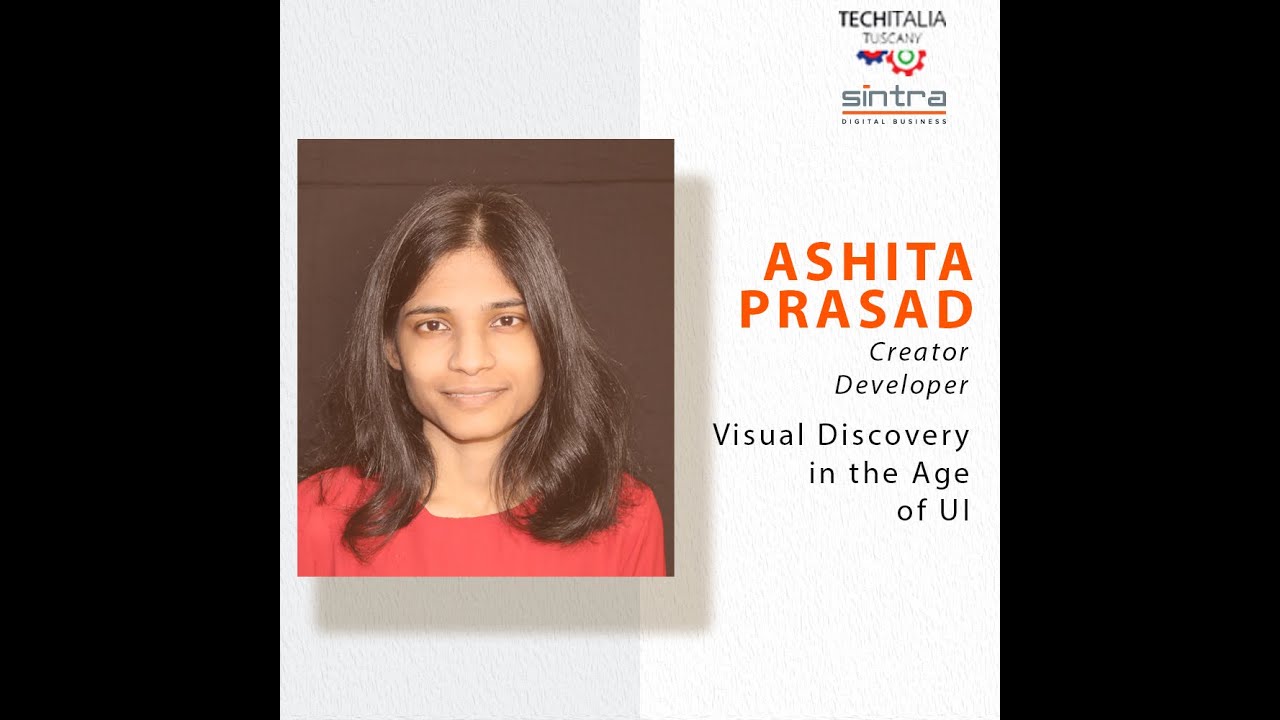 TECHITALIA
TUSCANY
sintra
DIGITAL BUSINESS
ASHITA
PRASAD
Creator
Developer
Visual Discovery
in the Age
of UI